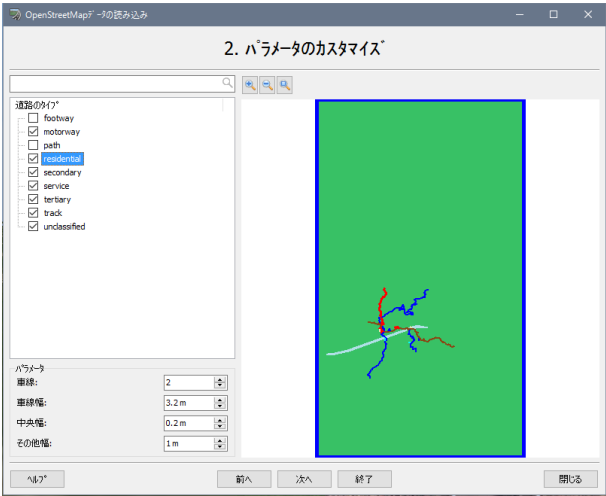 OpenStreetMapﾃﾞｰﾀの読み込み
2. ﾊﾟﾗﾒｰﾀのｶｽﾀﾏｲｽﾞ
道路のﾀｲﾌﾟ
footway
motorway
path
residential
secondary
service
tertiary
track
unclassified
ﾊﾟﾗﾒｰﾀ
車線: 2
車線幅: 3.2 m
中央幅: 0.2 m
その他幅: 1 m
ﾍﾙﾌﾟ 前へ 次へ 終了 閉じる